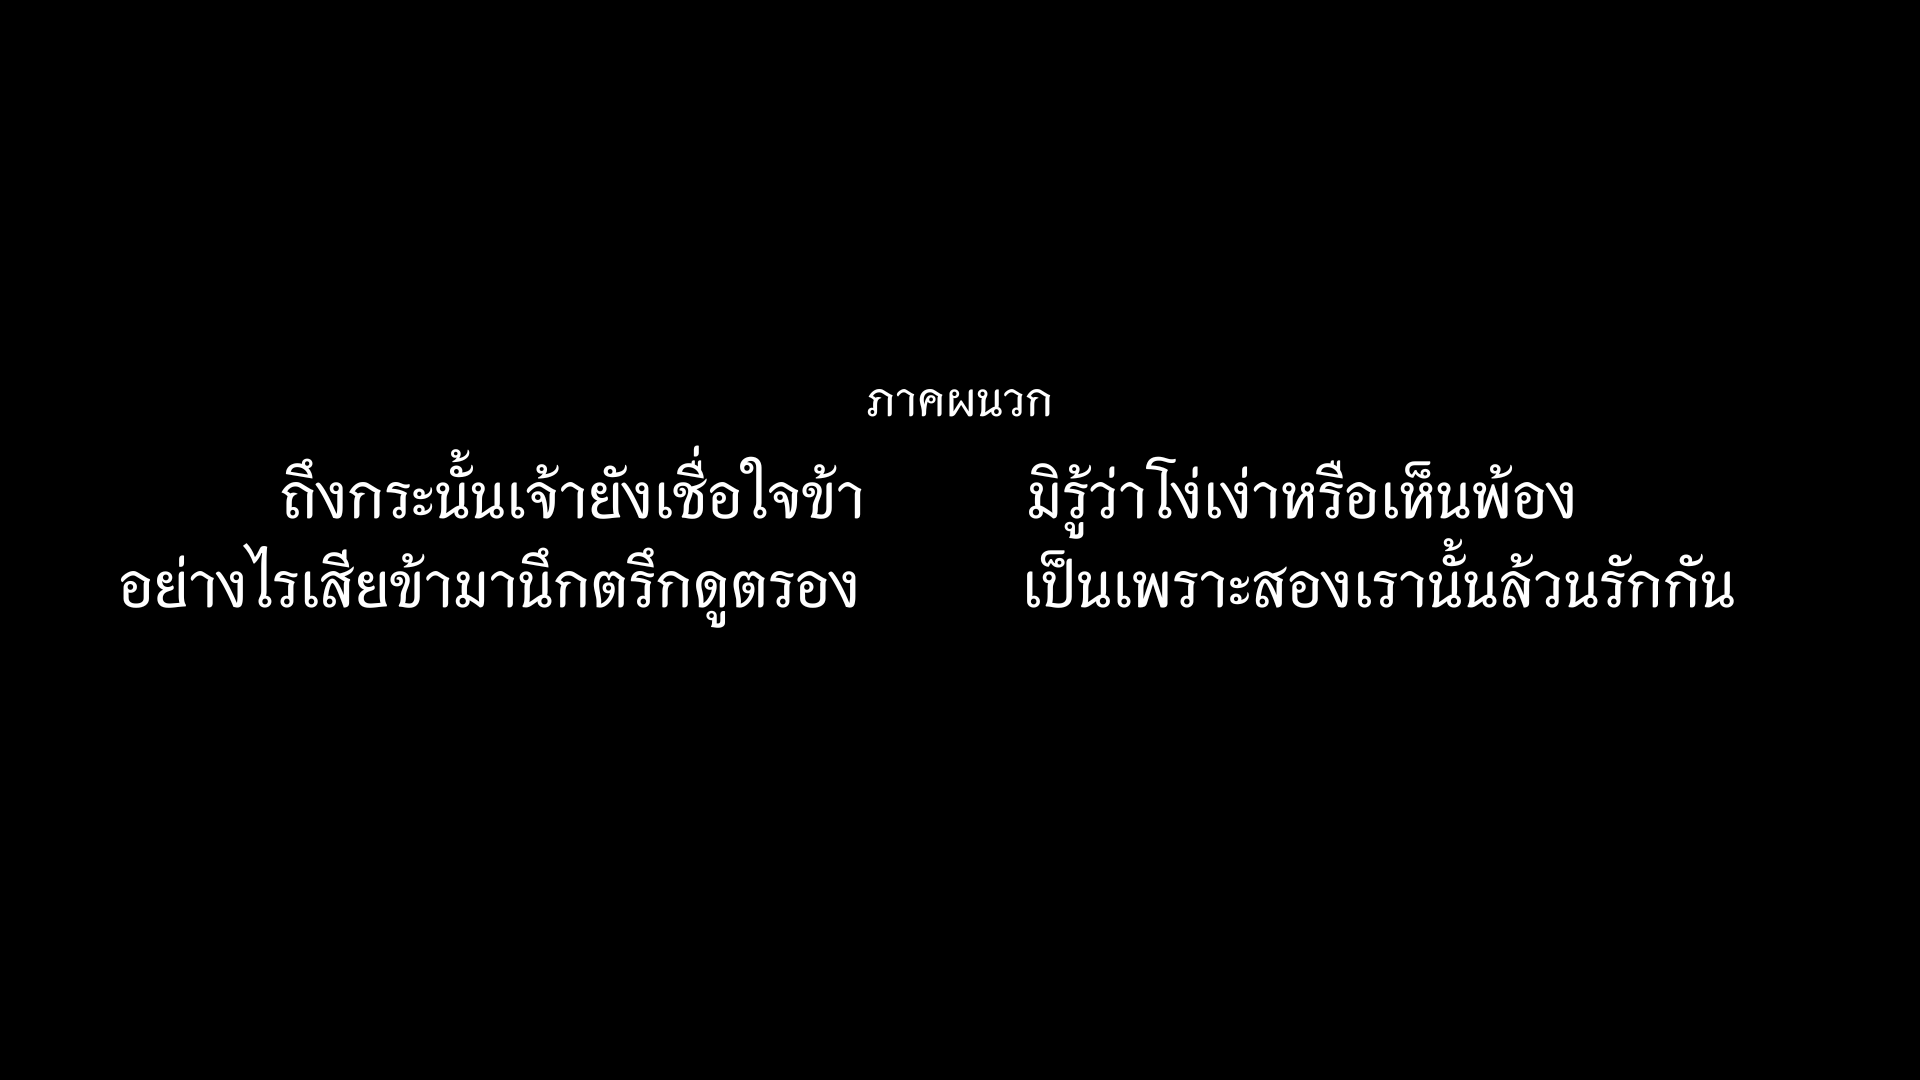 ภาคผนวก
ถึงกระนั้นเจ้ายังเชื่อใจข้า มิรู้ว่าโง่เง่าหรือเห็นพ้อง
อย่างไรเสียข้ามานึกตรึกดูตรอง เป็นเพราะสองเรานั้นล้วนรักกัน